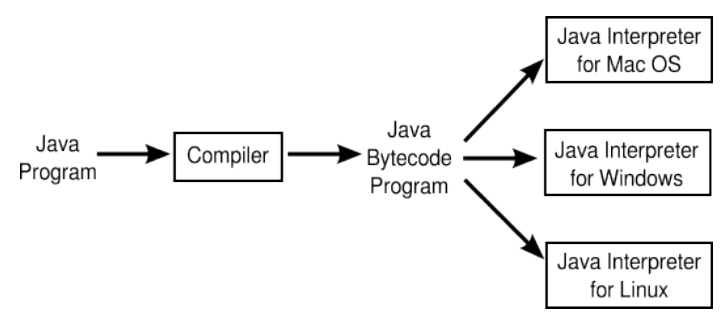 Java
Program
Compiler
Java
Bytecode
Program
Java Interpreter
for Mac OS
Java Interpreter
for Windows
Java Interpreter
for Linux